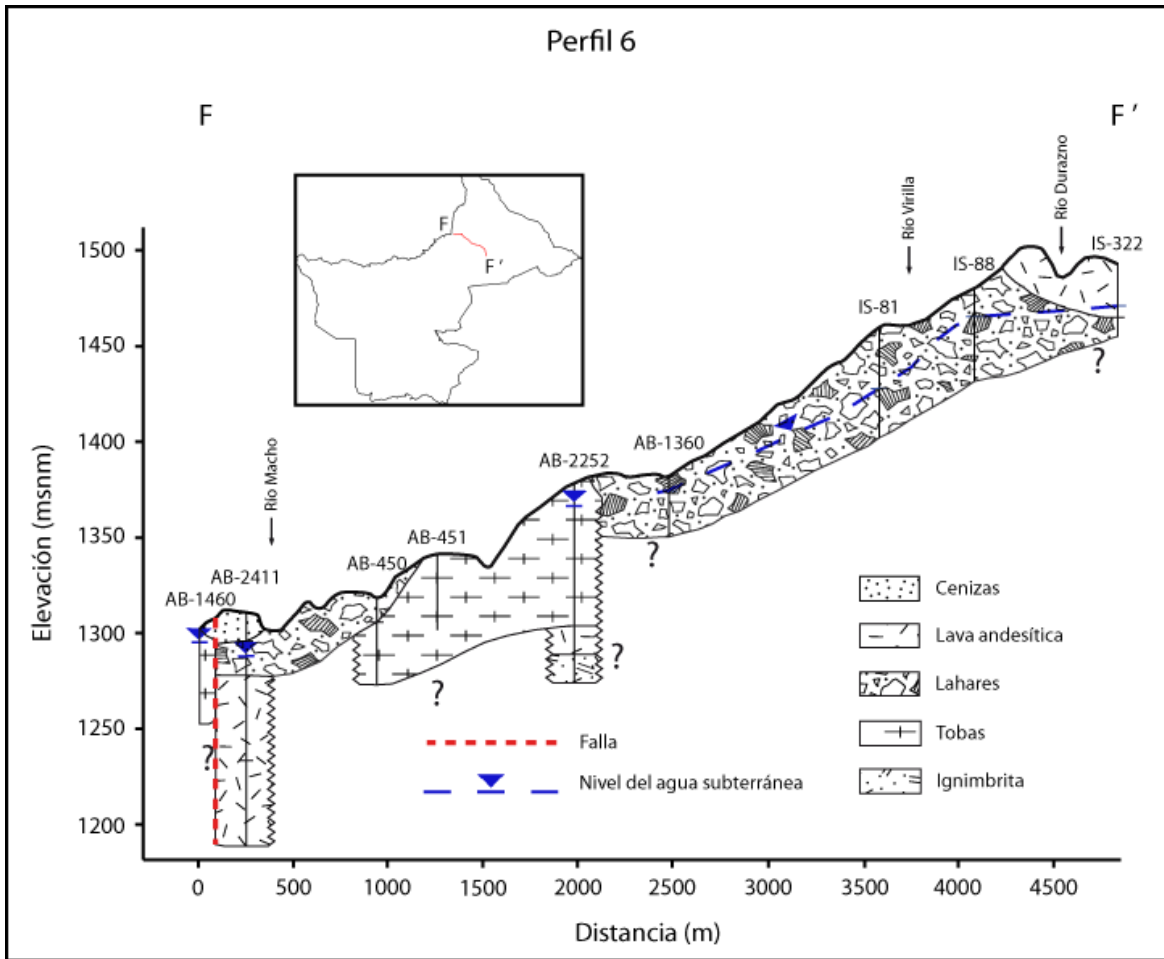 Perfil 6
F
F '
F
F '
Río Virilla
Río Durazno
IS-322
IS-88
IS-81
AB-1360
AB-2252
Río Macho
AB-451
AB-450
AB-2411
AB-1460
?
?
?
?
?
1500
1450
1400
1350
1300
1250
1200
Elevación (msnm)
0
500
1000
1500
2000
2500
3000
3500
4000
4500
Distancia (m)
Falla
Nivel del agua subterránea
Cenizas
Lava andesítica
Lahares
Tobas
Ignimbrita